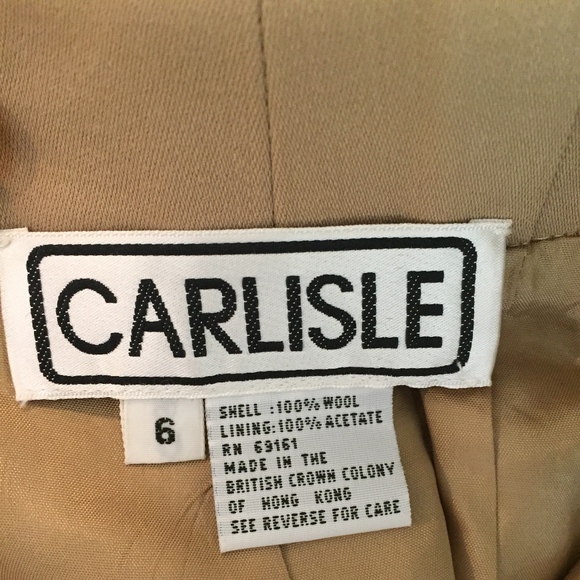 CARLISLE
6
SHELL :100% WOOL
LINING:100% ACETATE
RN 69161
MADE IN THE
BRITISH CROWN COLONY
OF HONG KONG
SEE REVERSE FOR CARE